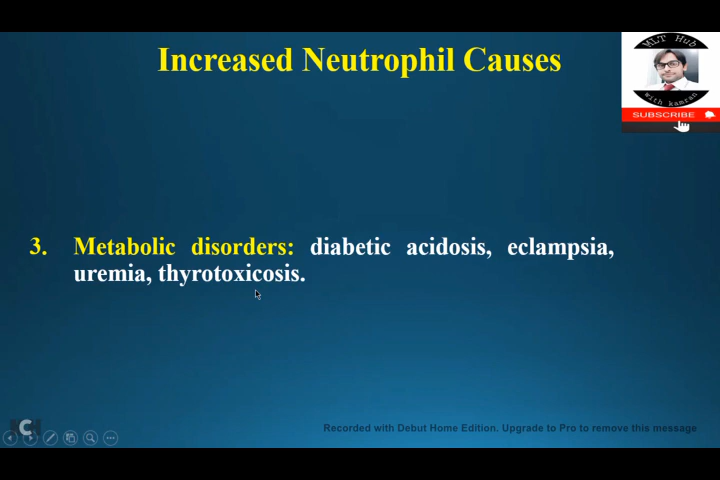 Increased Neutrophil Causes
MLT Hub
with kamran
SUBSCRIBE
3. Metabolic disorders: diabetic acidosis, eclampsia,
uremia, thyrotoxicosis.
Recorded with Debut Home Edition. Upgrade to Pro to remove this message